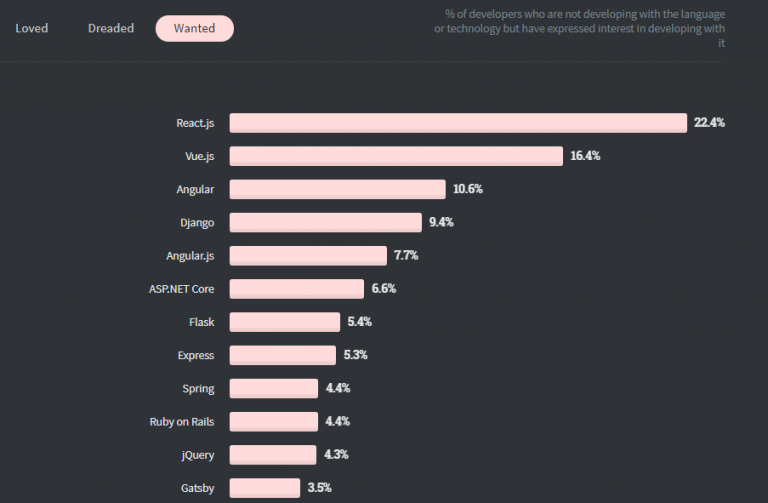 Loved Dreaded Wanted
% of developers who are not developing with the language
or technology but have expressed interest in developing with
it
React.js 22.4%
Vue.js 16.4%
Angular 10.6%
Django 9.4%
Angular.js 7.7%
ASP.NET Core 6.6%
Flask 5.4%
Express 5.3%
Spring 4.4%
Ruby on Rails 4.4%
jQuery 4.3%
Gatsby 3.5%